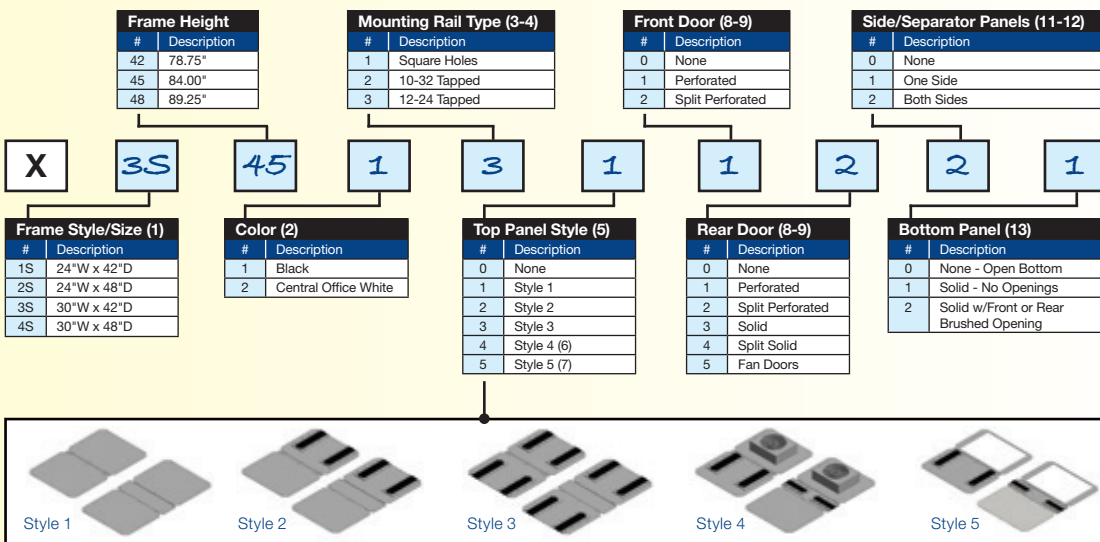 Frame Height
# Description
42 78.75"
45 84.00"
48 89.25"
Mounting Rail Type (3-4)
# Description
1 Square Holes
2 10-32 Tapped
3 12-24 Tapped
Front Door (8-9)
# Description
0 None
1 Perforated
2 Split Perforated
Side/Separator Panels (11-12)
# Description
0 None
1 One Side
2 Both Sides
X 3S 45 1 3 1 1 2 2 1
Frame Style/Size (1)
# Description
1S 24"W x 42"D
2S 24"W x 48"D
3S 30"W x 42"D
4S 30"W x 48"D
Color (2)
# Description
1 Black
2 Central Office White
Top Panel Style (5)
# Description
0 None
1 Style 1
2 Style 2
3 Style 3
4 Style 4 (6)
5 Style 5 (7)
Rear Door (8-9)
# Description
0 None
1 Perforated
2 Split Perforated
3 Solid
4 Split Solid
5 Fan Doors
Bottom Panel (13)
# Description
0 None - Open Bottom
1 Solid - No Openings
2 Solid w/Front or Rear
Brushed Opening
Style 1
Style 2
Style 3
Style 4
Style 5